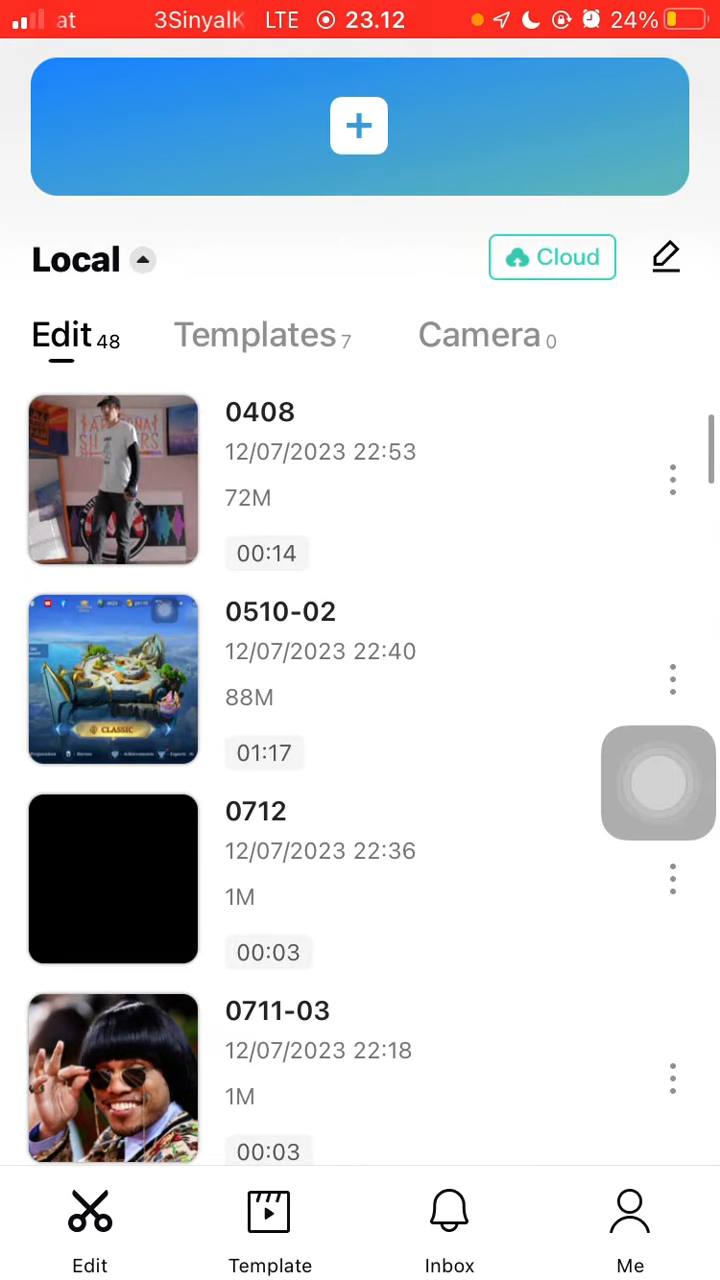 at 3SinyalK LTE 23.12 24%
Local Cloud
Edit 48 Templates 7 Camera 0
0408
12/07/2023 22:53
72M
00:14
0510-02
12/07/2023 22:40
88M
CLASSIC
01:17
0712
12/07/2023 22:36
1M
00:03
0711-03
12/07/2023 22:18
1M
00:03
Edit Template Inbox Me